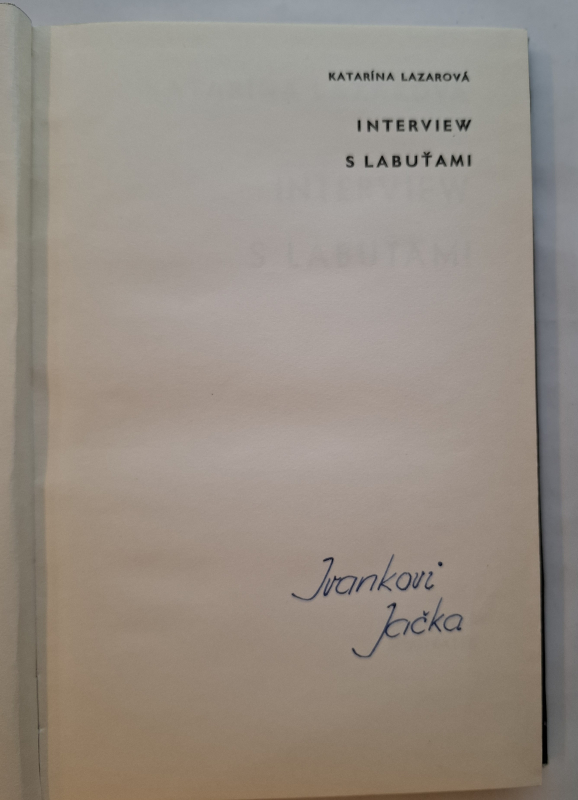 KATARÍNA LAZAROVÁ
INTERVIEW
S LABUŤAMI
Ivankovi
Jačka